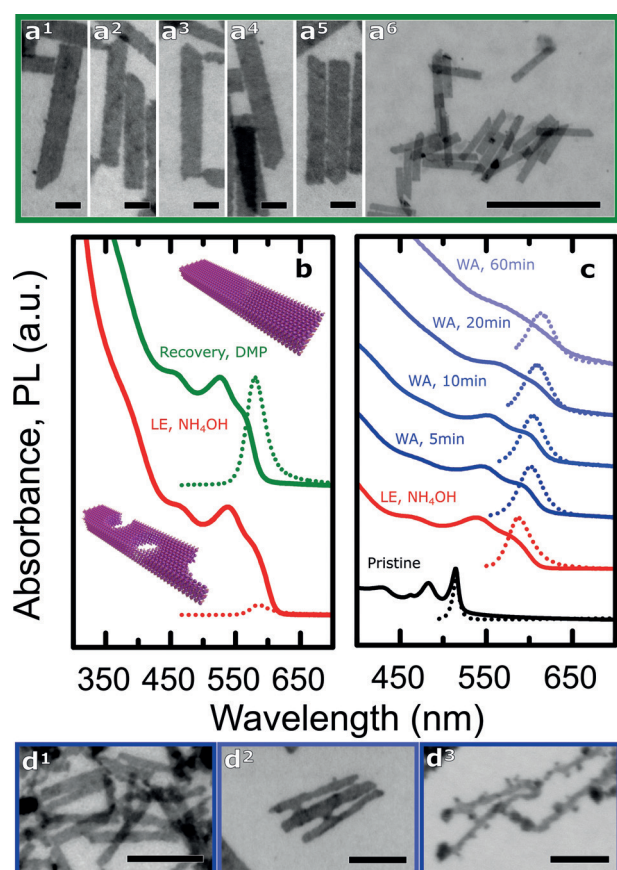 a1 a2 a3 a4 a5 a6
b
Recovery, DMP
LE, NH4OH
c
WA, 60min
WA, 20min
WA, 10min
WA, 5min
LE, NH4OH
Pristine
Absorbance, PL (a.u.)
350 450 550 650 450 550 650
Wavelength (nm)
d1 d2 d3